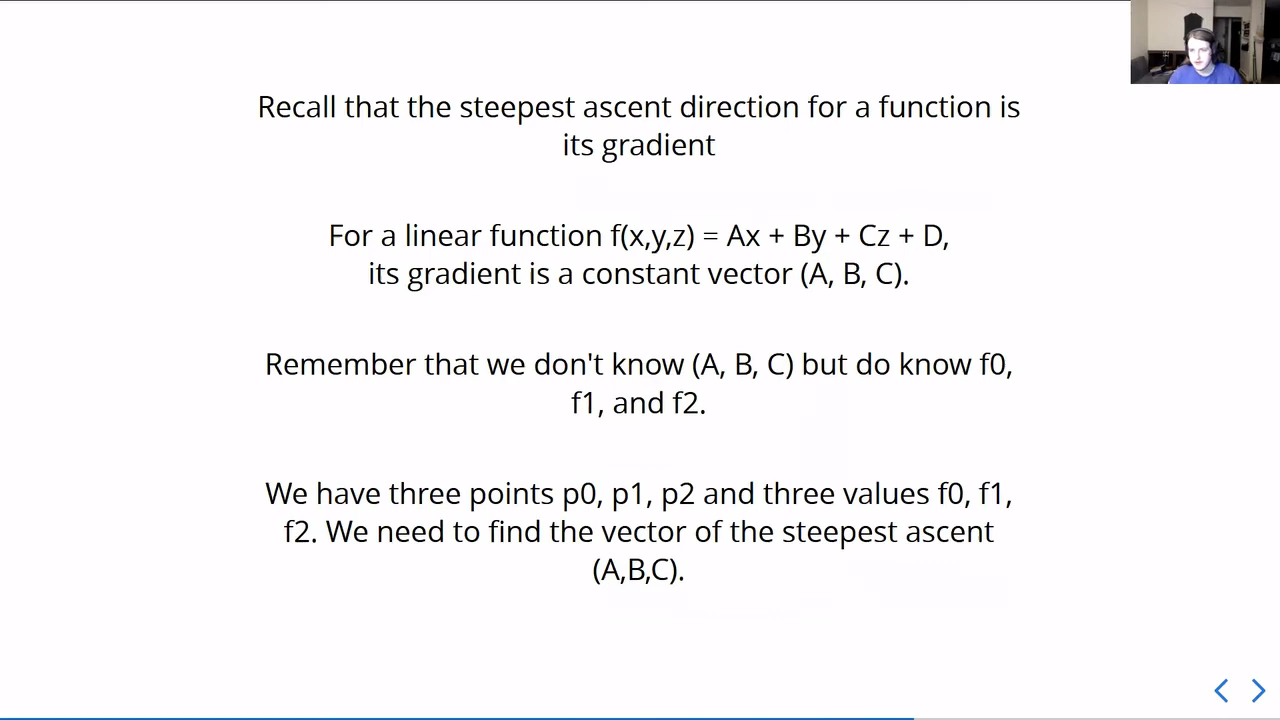 Recall that the steepest ascent direction for a function is
its gradient
For a linear function f(x,y,z) = Ax + By + Cz + D,
its gradient is a constant vector (A, B, C).
Remember that we don't know (A, B, C) but do know f0,
f1, and f2.
We have three points p0, p1, p2 and three values f0, f1,
f2. We need to find the vector of the steepest ascent
(A,B,C).